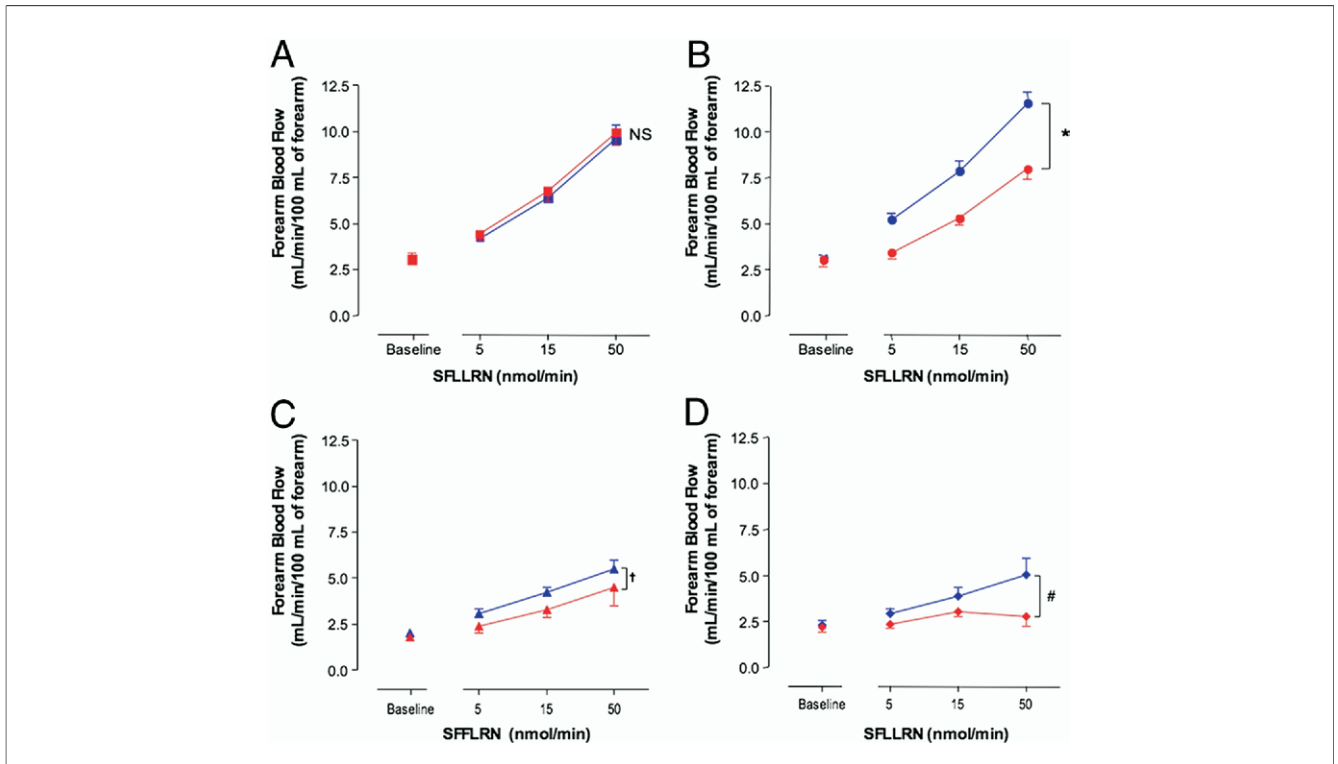 A
Forearm Blood Flow
(mL/min/100 mL of forearm)
12.5
10.0
7.5
5.0
2.5
0.0
NS
Baseline
5
15
50
SFLLRN (nmol/min)
B
Forearm Blood Flow
(mL/min/100 mL of forearm)
12.5
10.0
7.5
5.0
2.5
0.0
*
Baseline
5
15
50
SFLLRN (nmol/min)
C
Forearm Blood Flow
(mL/min/100 mL of forearm)
12.5
10.0
7.5
5.0
2.5
0.0
†
Baseline
5
15
50
SFFLRN (nmol/min)
D
Forearm Blood Flow
(mL/min/100 mL of forearm)
12.5
10.0
7.5
5.0
2.5
0.0
#
Baseline
5
15
50
SFLLRN (nmol/min)